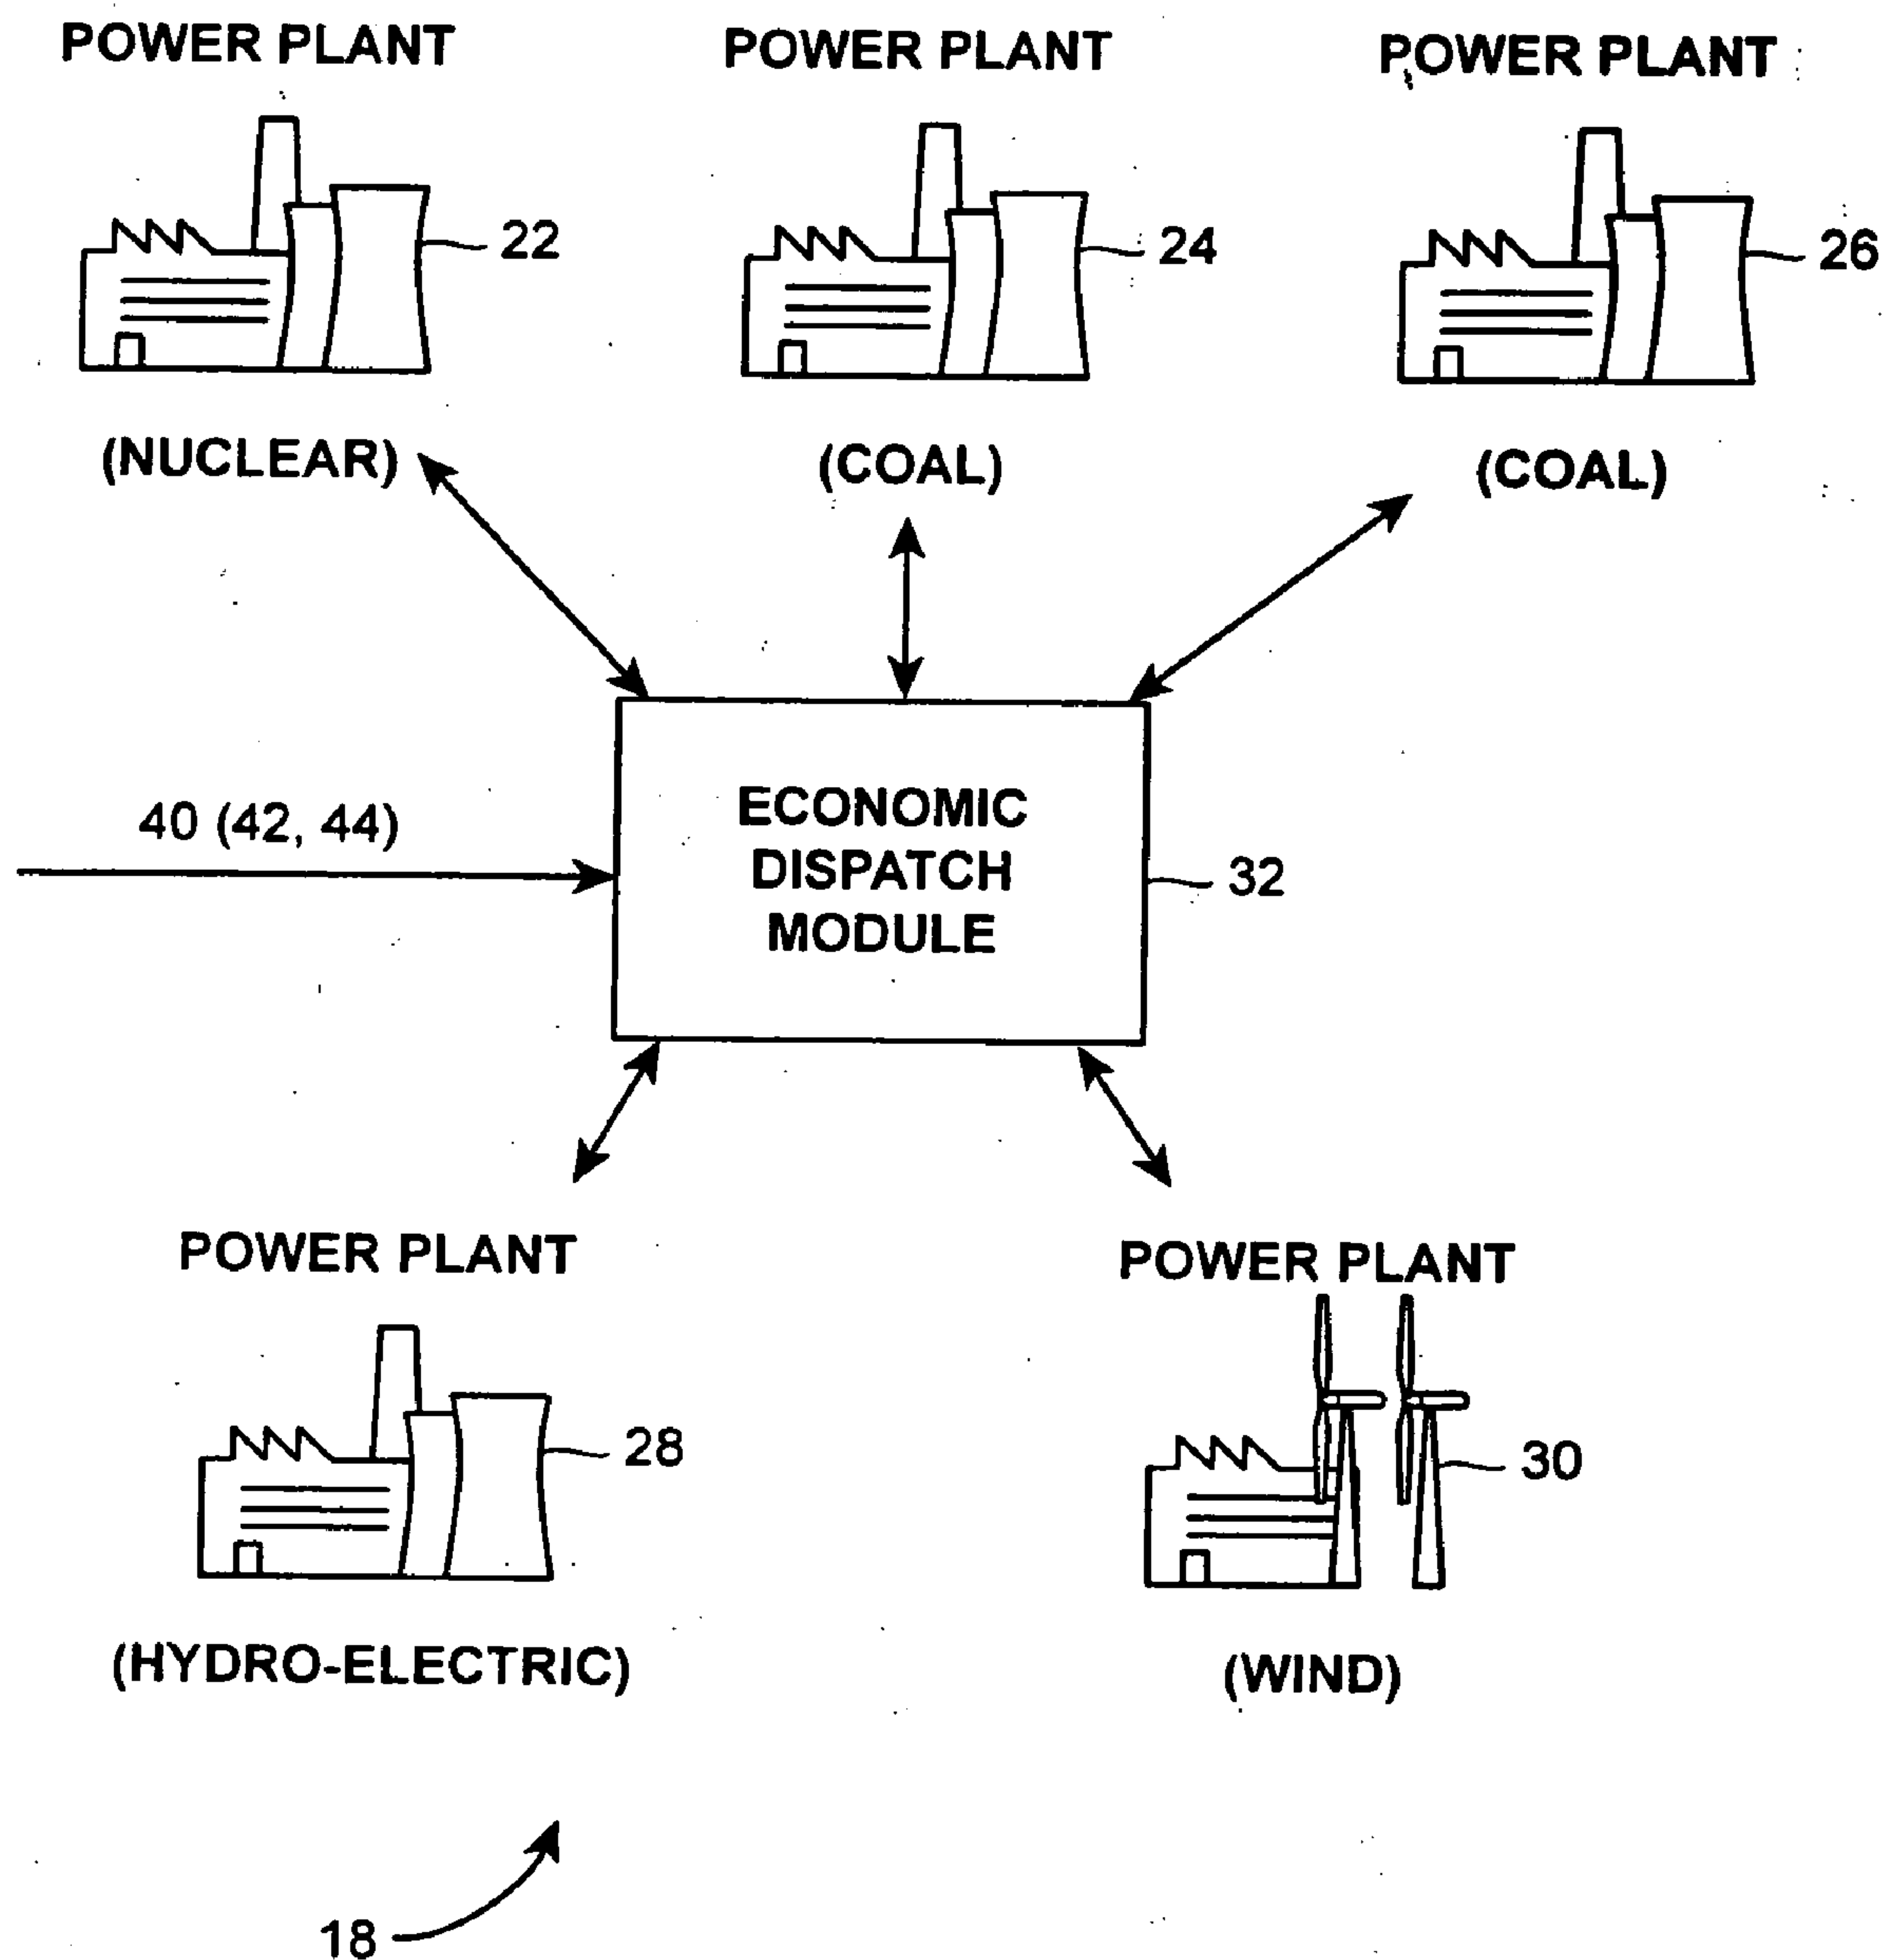 POWER PLANT
POWER PLANT
POWER PLANT
22
24
26
(NUCLEAR)
(COAL)
(COAL)
40 (42, 44)
ECONOMIC
DISPATCH
MODULE
32
POWER PLANT
POWER PLANT
28
30
(HYDRO-ELECTRIC)
(WIND)
18